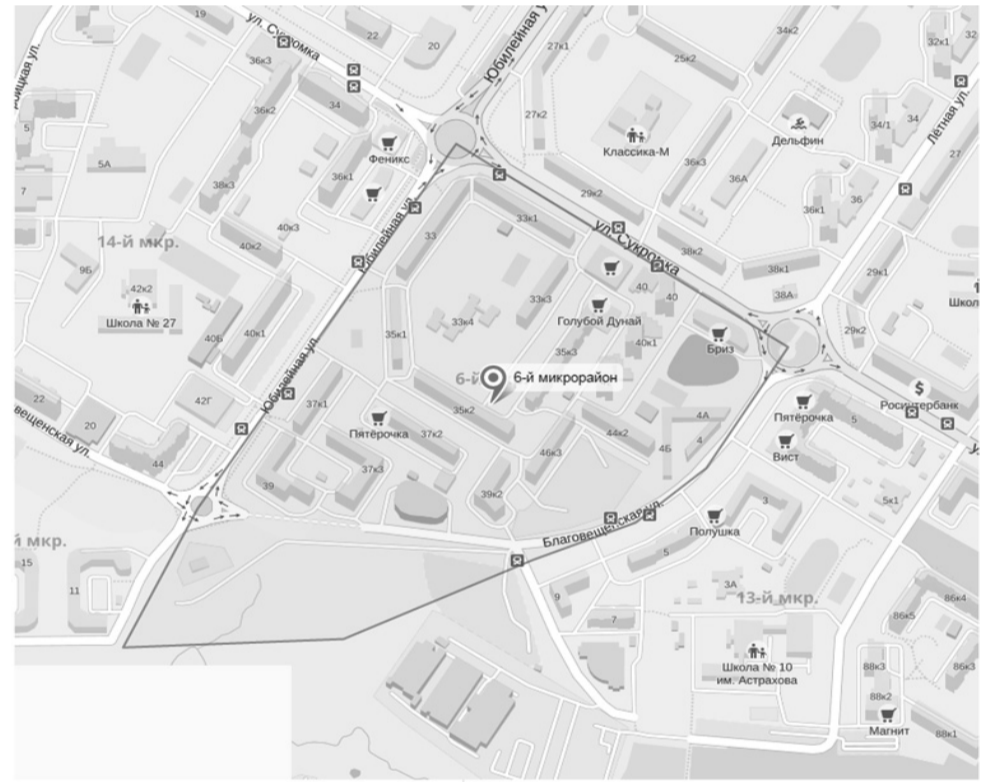 19
ул. Сукромка
22
20
Юбилейная у
27к1
34к2
25к2
32к1
32
36к3
36к2
34
27к2
Классика-М
Дельфин
34/1
34
Лётная ул.
27
5
5А
Феникс
7
38к3
36к1
29к2
36к3
36А
36к1
36
14-й мкр.
40к2
40к3
33
33к1
ул. Сукромка
38к2
9Б
42к2
Школа № 27
Юбилейная ул.
38к1
38А
29к1
Школ
40
40
33к3
Голубой Дунай
33к4
40Б
40к1
35к1
35к3
40к1
Бриз
29к2
6-й
6-й микрорайон
Юбилейная ул.
22
20
42Г
37к1
Пятёрочка
37к2
35к2
4А
4
4Б
44к2
Пятёрочка
5
Росинтербанк
вещенская ул.
44
39
37к3
46к3
39к2
Вист
3
5к1
Благовещенская ул.
Полушка
й мкр.
15
11
5
9
7
3А
13-й мкр.
86к5
86к4
Школа № 10
им. Астрахова
88к3
86к3
88к2
Магнит
88к1